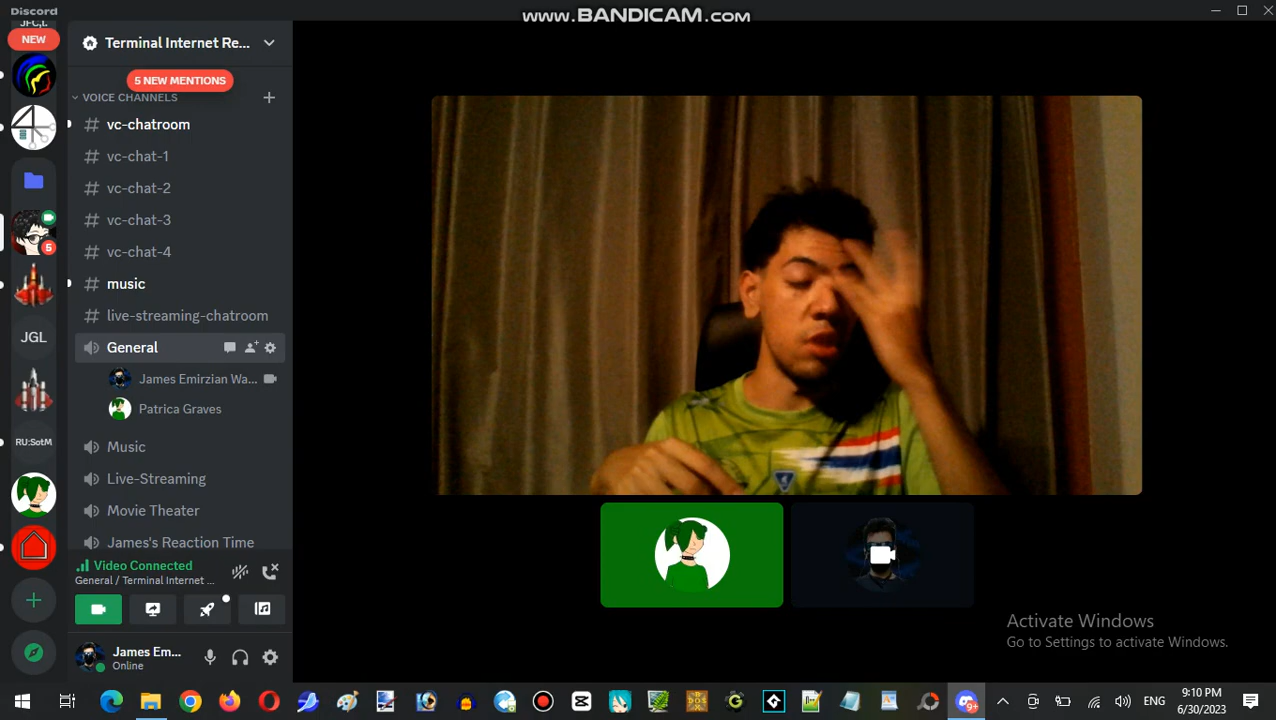 Discord
www.BANDICAM.com
JFC,L
NEW
JGL
RU:SotM
5
Terminal Internet Re...
5 NEW MENTIONS
VOICE CHANNELS
vc-chatroom
vc-chat-1
vc-chat-2
vc-chat-3
vc-chat-4
music
live-streaming-chatroom
General
James Emirzian Wa...
Patrica Graves
Music
Live-Streaming
Movie Theater
James's Reaction Time
Video Connected
General / Terminal Internet ...
James Em...
Online
Activate Windows
Go to Settings to activate Windows.
9+
ENG
9:10 PM
6/30/2023